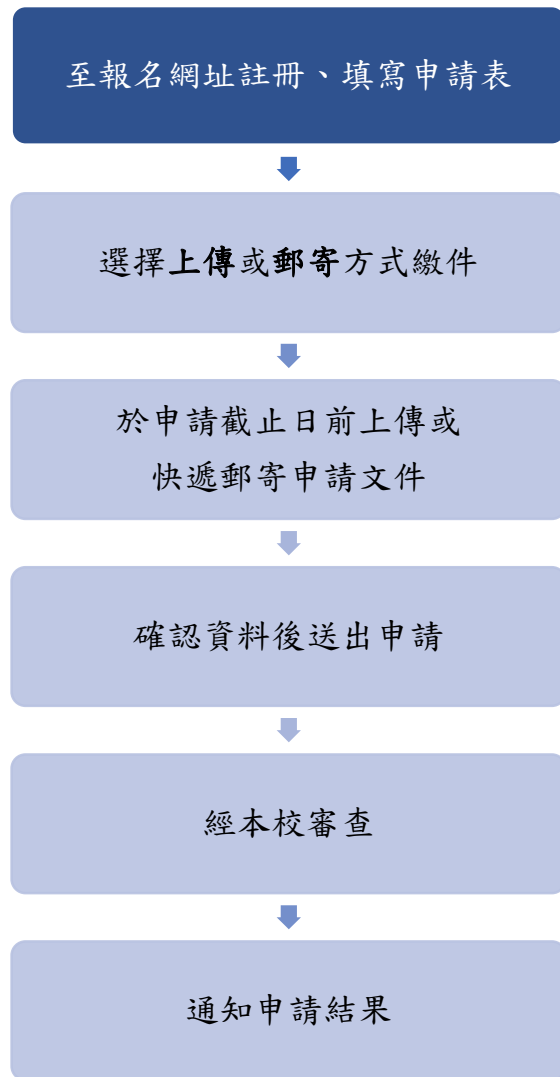 至報名網址註冊、填寫申請表
選擇上傳或郵寄方式繳件
於申請截止日前上傳或
快遞郵寄申請文件
確認資料後送出申請
經本校審查
通知申請結果